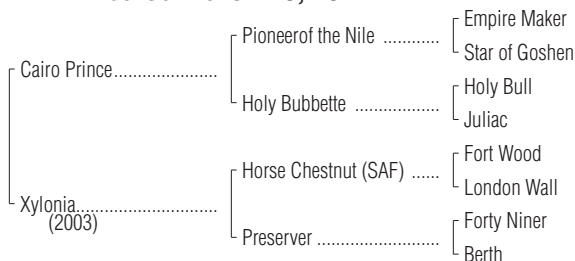 Empire Maker
Pioneerof the Nile ............
Star of Goshen
Cairo Prince......................
Holy Bull
Holy Bubbette ..................
Juliac
Fort Wood
Horse Chestnut (SAF) ......
London Wall
Xylonia..............................
(2003)
Forty Niner
Preserver ..........................
Berth